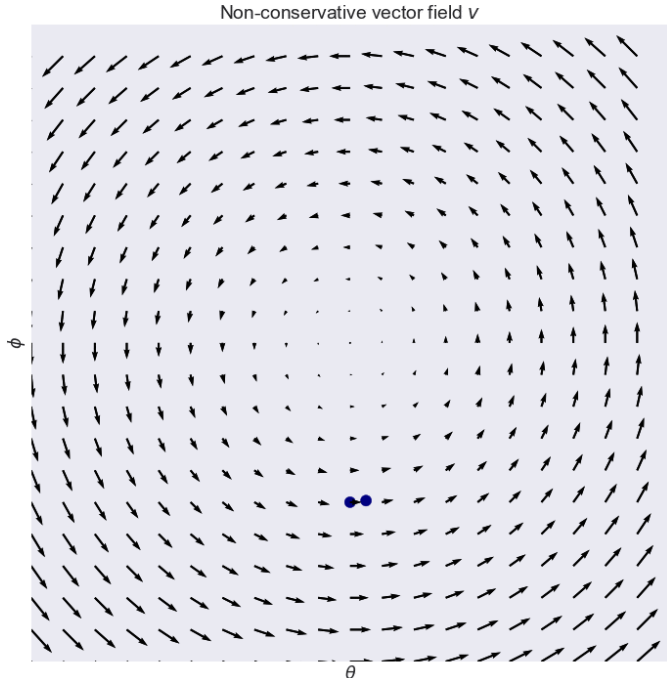 Non-conservative vector field v
ϕ
θ